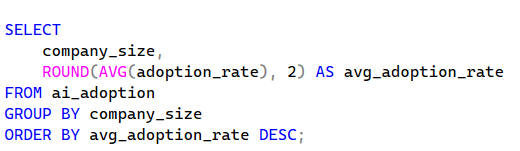 SELECT
    company_size,
    ROUND(AVG(adoption_rate), 2) AS avg_adoption_rate
FROM ai_adoption
GROUP BY company_size
ORDER BY avg_adoption_rate DESC;